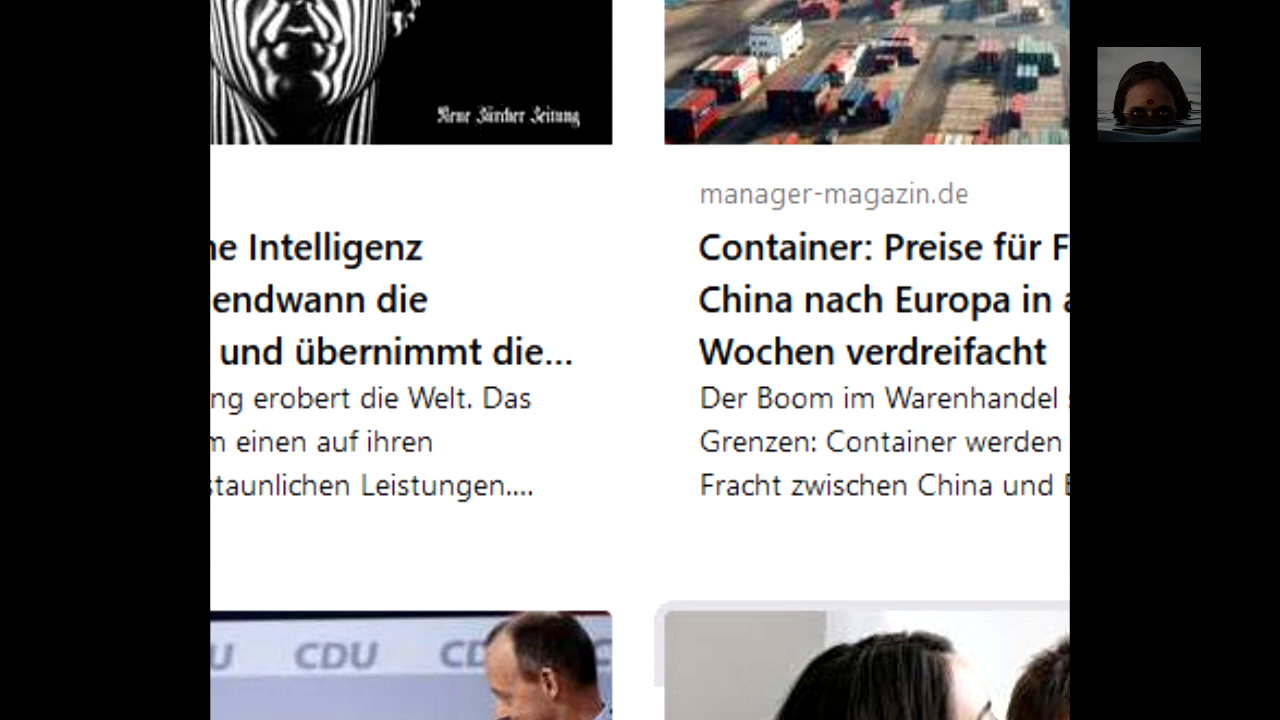 Neue Zürcher Zeitung
he Intelligenz
endwann die
und übernimmt die...
ng erobert die Welt. Das
m einen auf ihren
staunlichen Leistungen....
manager-magazin.de
Container: Preise für F
China nach Europa in a
Wochen verdreifacht
Der Boom im Warenhandel s
Grenzen: Container werden
Fracht zwischen China und E
U CDU CD